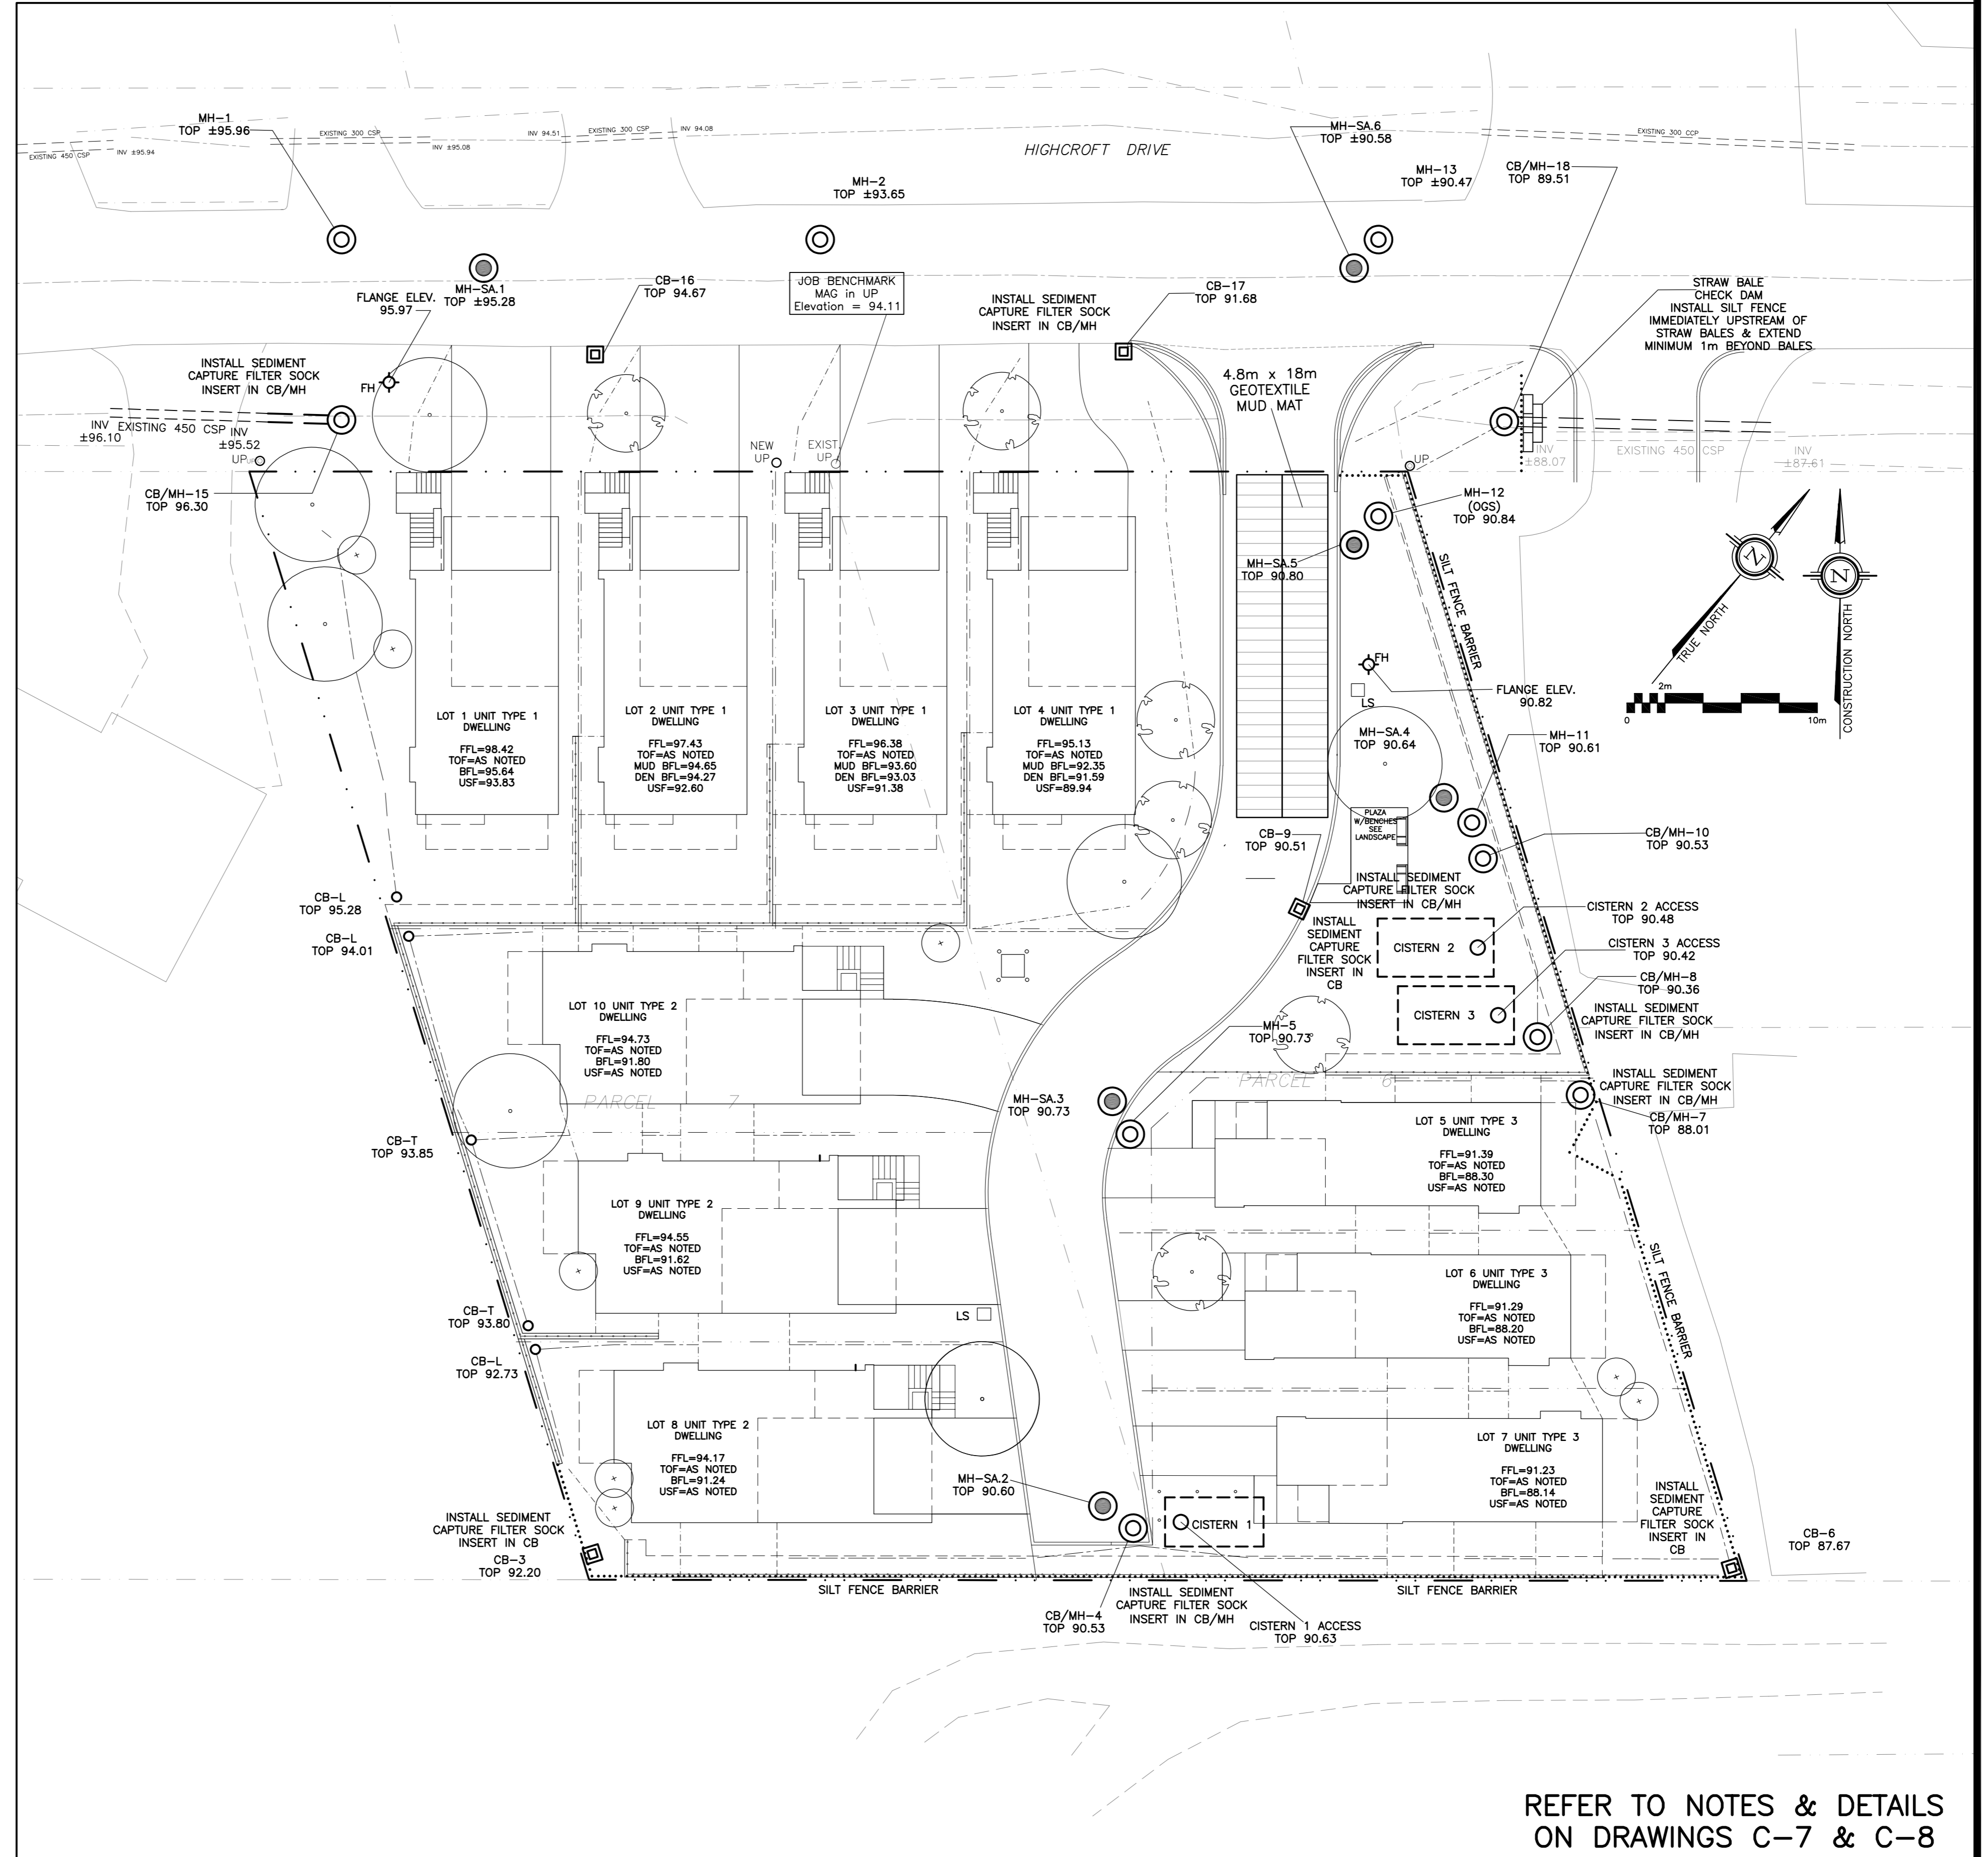 MH-1
TOP ±95.96
EXISTING 450 CSP
INV ±95.94
EXISTING 300 CSP
INV ±95.08
INV 94.51
EXISTING 300 CSP
INV 94.08
HIGHCROFT DRIVE
MH-2
TOP ±93.65
MH-SA.6
TOP ±90.58
MH-13
TOP ±90.47
CB/MH-18
TOP 89.51
EXISTING 300 CCP
FLANGE ELEV.
95.97
MH-SA.1
TOP ±95.28
CB-16
TOP 94.67
JOB BENCHMARK
MAG in UP
Elevation = 94.11
INSTALL SEDIMENT
CAPTURE FILTER SOCK
INSERT IN CB/MH
CB-17
TOP 91.68
STRAW BALE
CHECK DAM
INSTALL SILT FENCE
IMMEDIATELY UPSTREAM OF
STRAW BALES & EXTEND
MINIMUM 1m BEYOND BALES
INSTALL SEDIMENT
CAPTURE FILTER SOCK
INSERT IN CB/MH
FH
4.8m x 18m
GEOTEXTILE
MUD MAT
INV
±96.10
EXISTING 450 CSP
INV
±95.52
UP
NEW
UP
EXIST.
UP
UP
INV
±88.07
EXISTING 450 CSP
INV
±87.61
CB/MH-15
TOP 96.30
MH-12
(OGS)
TOP 90.84
MH-SA.5
TOP 90.80
SILT FENCE BARRIER
N
N
TRUE NORTH
CONSTRUCTION NORTH
FH
LS
FLANGE ELEV.
90.82
2m
0
10m
LOT 1 UNIT TYPE 1
DWELLING
FFL=98.42
TOF=AS NOTED
BFL=95.64
USF=93.83
LOT 2 UNIT TYPE 1
DWELLING
FFL=97.43
TOF=AS NOTED
MUD BFL=94.65
DEN BFL=94.27
USF=92.60
LOT 3 UNIT TYPE 1
DWELLING
FFL=96.38
TOF=AS NOTED
MUD BFL=93.60
DEN BFL=93.03
USF=91.38
LOT 4 UNIT TYPE 1
DWELLING
FFL=95.13
TOF=AS NOTED
MUD BFL=92.35
DEN BFL=91.59
USF=89.94
MH-SA.4
TOP 90.64
MH-11
TOP 90.61
PLAZA
W/BENCHES
SEE
LANDSCAPE
CB-9
TOP 90.51
CB/MH-10
TOP 90.53
INSTALL SEDIMENT
CAPTURE FILTER SOCK
INSERT IN CB/MH
INSTALL
SEDIMENT
CAPTURE
FILTER SOCK
INSERT IN
CB
CISTERN 2
CISTERN 2 ACCESS
TOP 90.48
CISTERN 3 ACCESS
TOP 90.42
CISTERN 3
CB/MH-8
TOP 90.36
INSTALL SEDIMENT
CAPTURE FILTER SOCK
INSERT IN CB/MH
CB-L
TOP 95.28
CB-L
TOP 94.01
LOT 10 UNIT TYPE 2
DWELLING
FFL=94.73
TOF=AS NOTED
BFL=91.80
USF=AS NOTED
PARCEL 7
MH-5
TOP 90.73
MH-SA.3
TOP 90.73
PARCEL 6
INSTALL SEDIMENT
CAPTURE FILTER SOCK
INSERT IN CB/MH
CB/MH-7
TOP 88.01
LOT 5 UNIT TYPE 3
DWELLING
FFL=91.39
TOF=AS NOTED
BFL=88.30
USF=AS NOTED
CB-T
TOP 93.85
LOT 9 UNIT TYPE 2
DWELLING
FFL=94.55
TOF=AS NOTED
BFL=91.62
USF=AS NOTED
LOT 6 UNIT TYPE 3
DWELLING
FFL=91.29
TOF=AS NOTED
BFL=88.20
USF=AS NOTED
SILT FENCE BARRIER
CB-T
TOP 93.80
LS
CB-L
TOP 92.73
LOT 8 UNIT TYPE 2
DWELLING
FFL=94.17
TOF=AS NOTED
BFL=91.24
USF=AS NOTED
LOT 7 UNIT TYPE 3
DWELLING
FFL=91.23
TOF=AS NOTED
BFL=88.14
USF=AS NOTED
MH-SA.2
TOP 90.60
CISTERN 1
INSTALL
SEDIMENT
CAPTURE
FILTER SOCK
INSERT IN
CB
INSTALL SEDIMENT
CAPTURE FILTER SOCK
INSERT IN CB
CB-3
TOP 92.20
CB-6
TOP 87.67
SILT FENCE BARRIER
SILT FENCE BARRIER
INSTALL SEDIMENT
CAPTURE FILTER SOCK
INSERT IN CB/MH
CB/MH-4
TOP 90.53
CISTERN 1 ACCESS
TOP 90.63
REFER TO NOTES & DETAILS
ON DRAWINGS C-7 & C-8